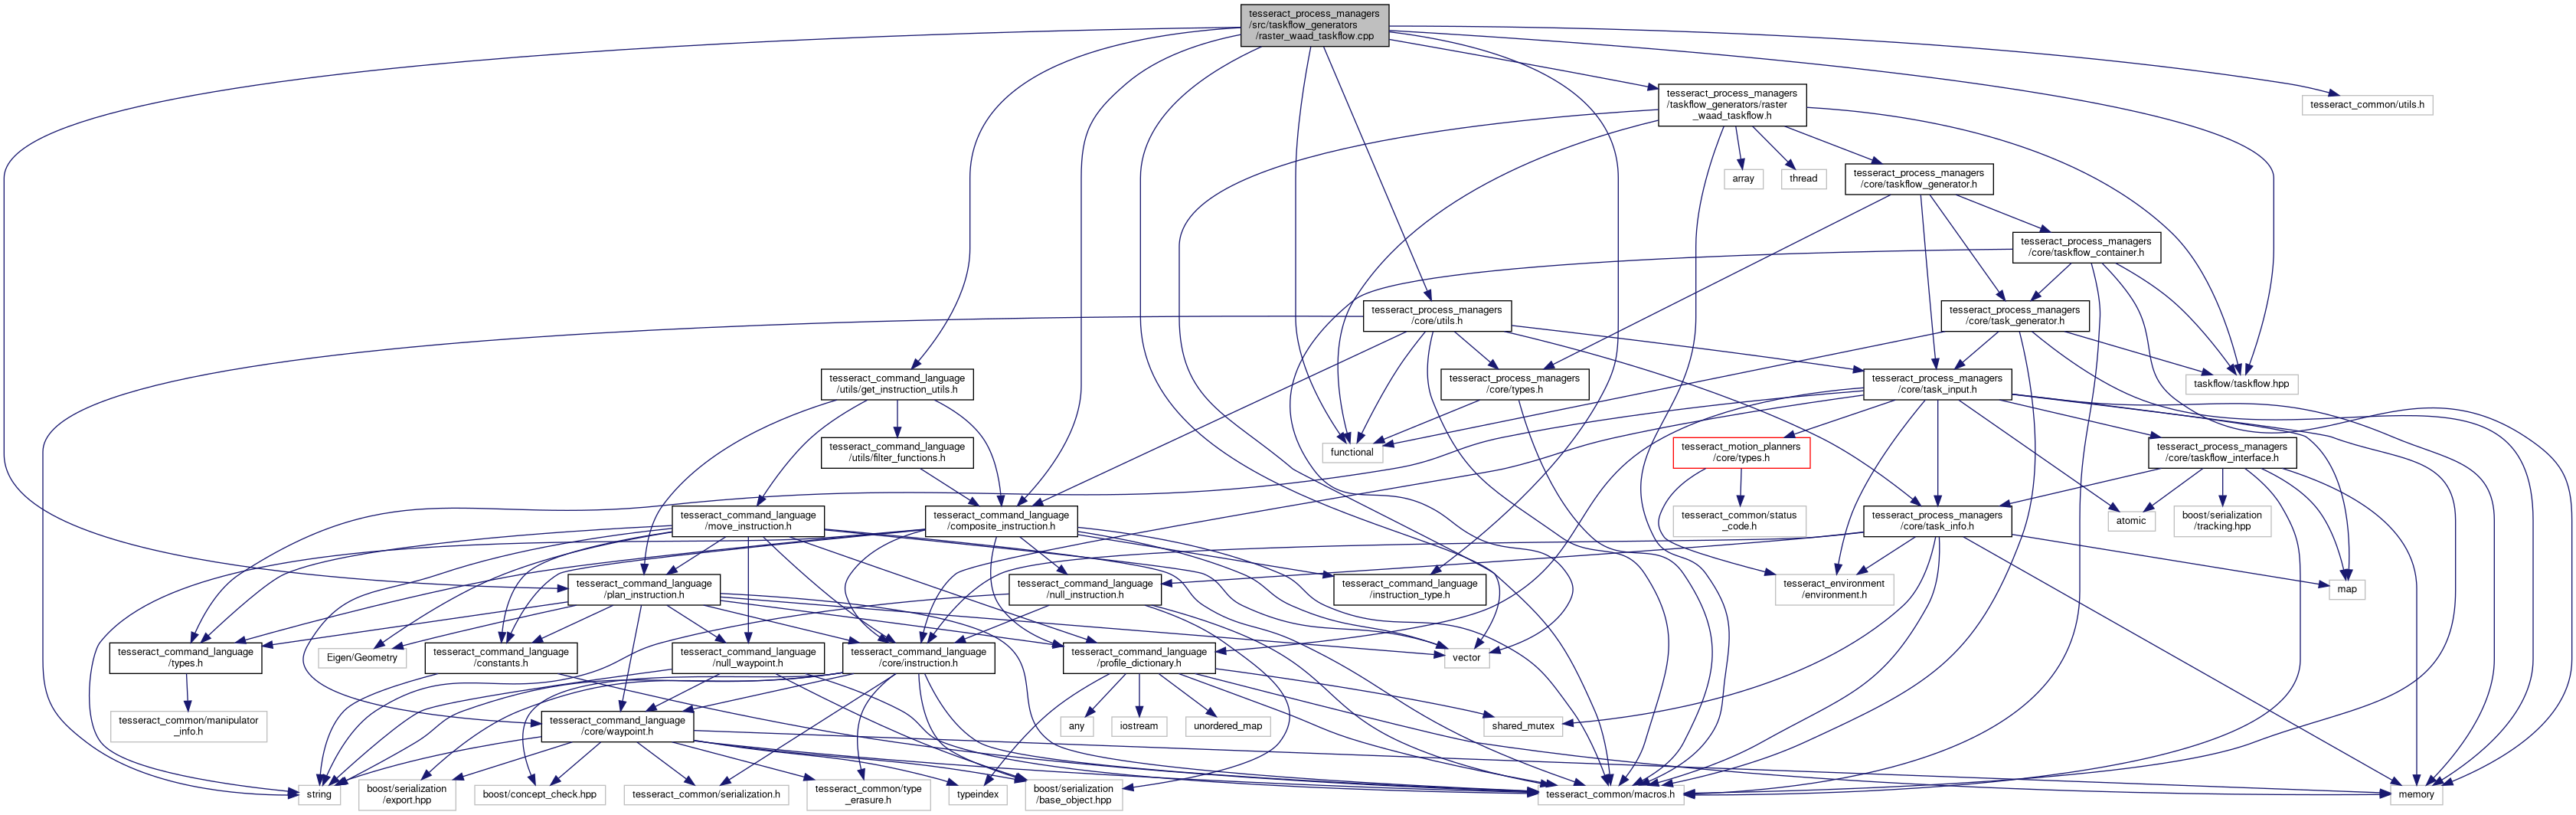 tesseract_process_managers
/src/taskflow_generators
/raster_waad_taskflow.cpp
tesseract_process_managers
/taskflow_generators/raster
_waad_taskflow.h
tesseract_common/utils.h
array
thread
tesseract_process_managers
/core/taskflow_generator.h
tesseract_process_managers
/core/taskflow_container.h
tesseract_process_managers
/core/utils.h
tesseract_process_managers
/core/task_generator.h
tesseract_command_language
/utils/get_instruction_utils.h
tesseract_process_managers
/core/types.h
tesseract_process_managers
/core/task_input.h
taskflow/taskflow.hpp
tesseract_command_language
/utils/filter_functions.h
functional
tesseract_motion_planners
/core/types.h
tesseract_process_managers
/core/taskflow_interface.h
tesseract_command_language
/move_instruction.h
tesseract_command_language
/composite_instruction.h
tesseract_common/status
_code.h
tesseract_process_managers
/core/task_info.h
atomic
boost/serialization
/tracking.hpp
tesseract_command_language
/plan_instruction.h
tesseract_command_language
/null_instruction.h
tesseract_command_language
/instruction_type.h
tesseract_environment
/environment.h
map
tesseract_command_language
/types.h
Eigen/Geometry
tesseract_command_language
/constants.h
tesseract_command_language
/null_waypoint.h
tesseract_command_language
/core/instruction.h
tesseract_command_language
/profile_dictionary.h
vector
tesseract_common/manipulator
_info.h
tesseract_command_language
/core/waypoint.h
any
iostream
unordered_map
shared_mutex
string
boost/serialization
/export.hpp
boost/concept_check.hpp
tesseract_common/serialization.h
tesseract_common/type
_erasure.h
typeindex
boost/serialization
/base_object.hpp
tesseract_common/macros.h
memory